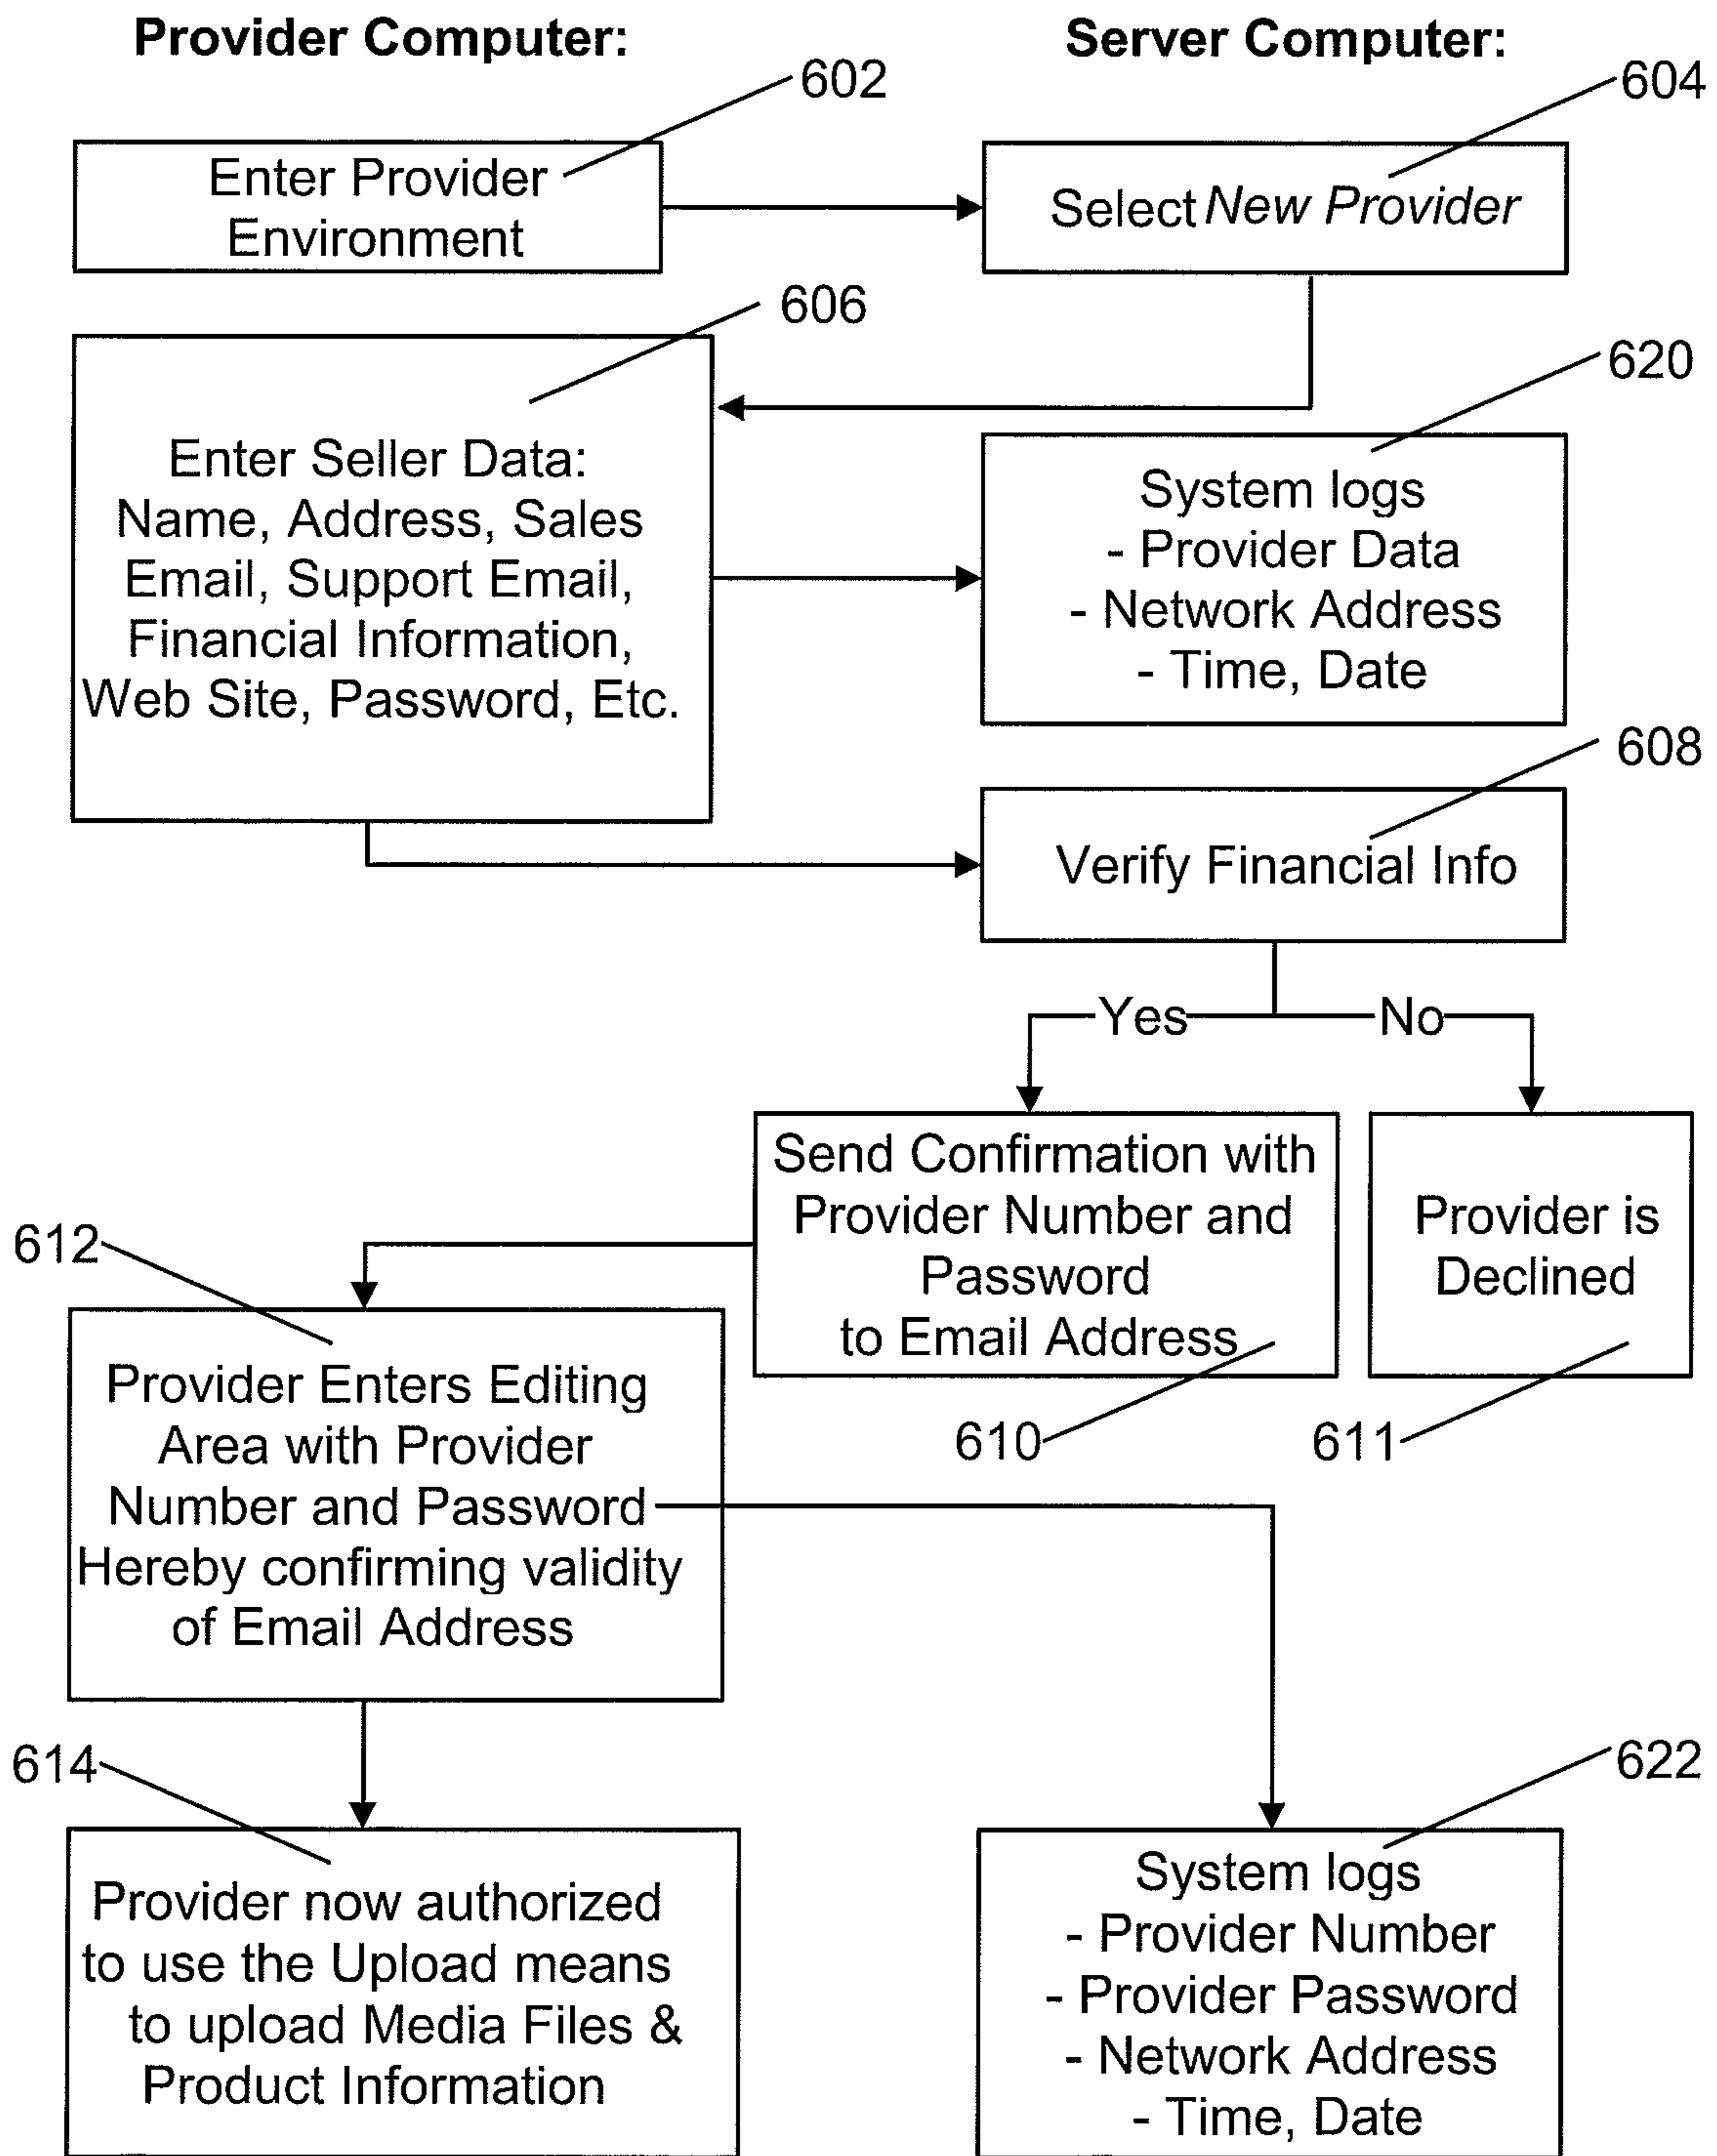 Provider Computer:
Server Computer:
602
604
Enter Provider
Environment
Select New Provider
606
620
Enter Seller Data:
Name, Address, Sales
Email, Support Email,
Financial Information,
Web Site, Password, Etc.
System logs
- Provider Data
- Network Address
- Time, Date
608
Verify Financial Info
Yes
No
Send Confirmation with
Provider Number and
Password
to Email Address
Provider is
Declined
612
610
611
Provider Enters Editing
Area with Provider
Number and Password
Hereby confirming validity
of Email Address
614
622
Provider now authorized
to use the Upload means
to upload Media Files &
Product Information
System logs
- Provider Number
- Provider Password
- Network Address
- Time, Date